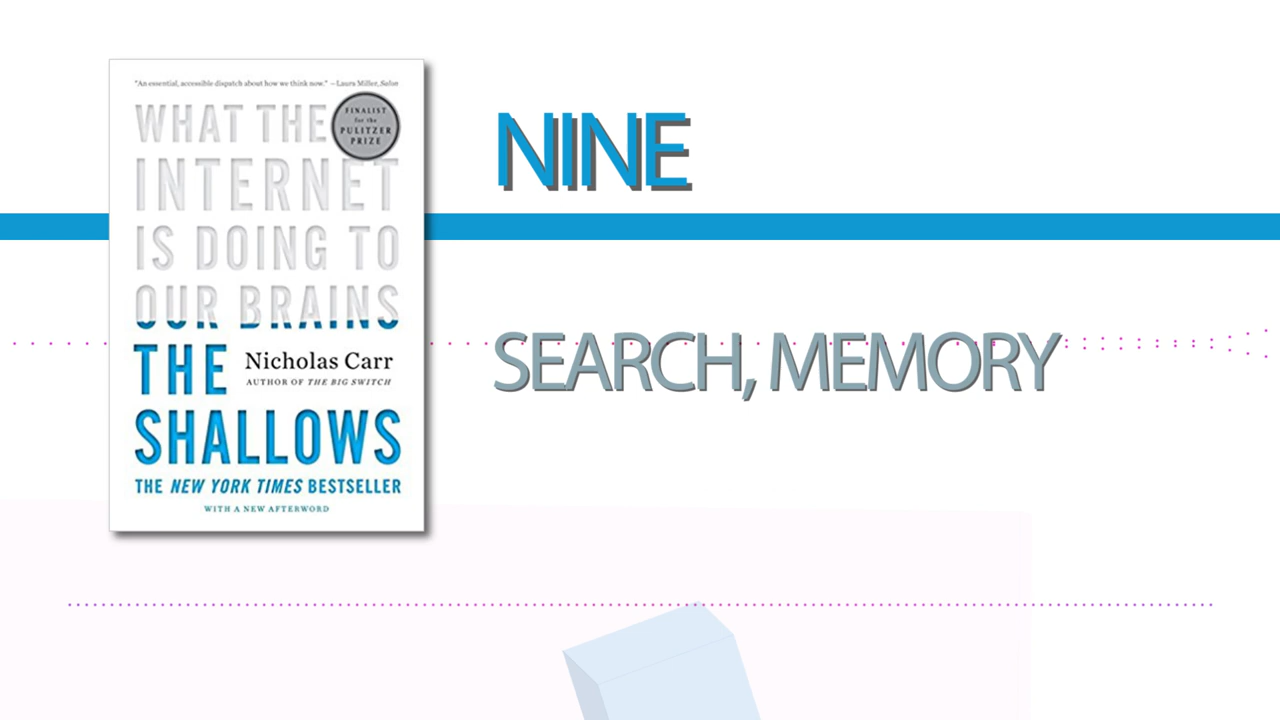 "An essential, accessible dispatch about how we think now." —Laura Miller, Salon
WHAT THE
FINALIST
for the
PULITZER
PRIZE
INTERNET
IS DOING TO
OUR BRAINS
THE
Nicholas Carr
AUTHOR OF THE BIG SWITCH
SHALLOWS
THE NEW YORK TIMES BESTSELLER
WITH A NEW AFTERWORD
NINE
SEARCH, MEMORY